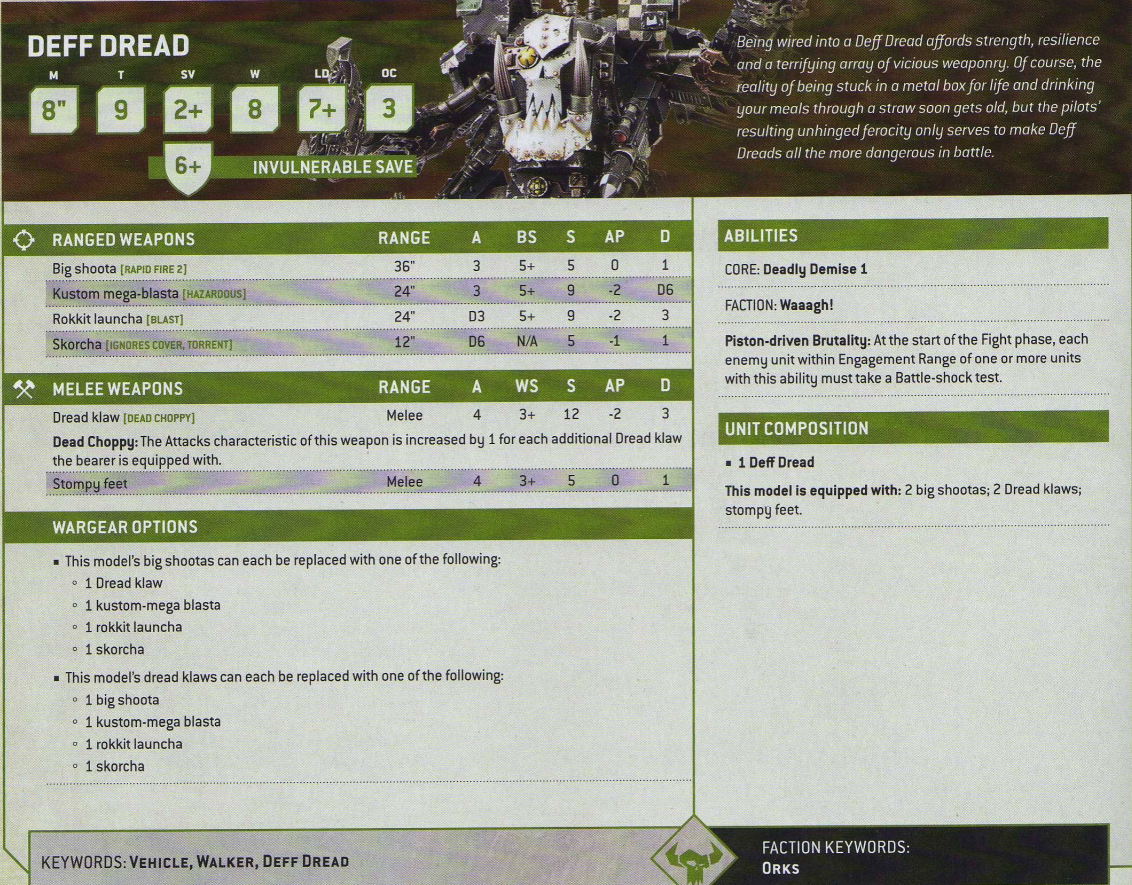 DEFF DREAD
M T SV W LD OC
8" 9 2+ 8 7+ 3
6+ INVULNERABLE SAVE
Being wired into a Deff Dread affords strength, resilience
and a terrifying array of vicious weaponry. Of course, the
reality of being stuck in a metal box for life and drinking
your meals through a straw soon gets old, but the pilots'
resulting unhinged ferocity only serves to make Deff
Dreads all the more dangerous in battle.
RANGED WEAPONS RANGE A BS S AP D
Big shoota [RAPID FIRE 2] 36" 3 5+ 5 0 1
Kustom mega-blasta [HAZARDOUS] 24" 3 5+ 9 -2 D6
Rokkit launcha [BLAST] 24" D3 5+ 9 -2 3
Skorcha [IGNORES COVER, TORRENT] 12" D6 N/A 5 -1 1
MELEE WEAPONS RANGE A WS S AP D
Dread klaw [DEAD CHOPPY] Melee 4 3+ 12 -2 3
Dead Choppy: The Attacks characteristic of this weapon is increased by 1 for each additional Dread klaw
the bearer is equipped with.
Stompy feet Melee 4 3+ 5 0 1
WARGEAR OPTIONS
▪ This model's big shootas can each be replaced with one of the following:
◦ 1 Dread klaw
◦ 1 kustom-mega blasta
◦ 1 rokkit launcha
◦ 1 skorcha
▪ This model's dread klaws can each be replaced with one of the following:
◦ 1 big shoota
◦ 1 kustom-mega blasta
◦ 1 rokkit launcha
◦ 1 skorcha
ABILITIES
CORE: Deadly Demise 1
FACTION: Waaagh!
Piston-driven Brutality: At the start of the Fight phase, each
enemy unit within Engagement Range of one or more units
with this ability must take a Battle-shock test.
UNIT COMPOSITION
▪ 1 Deff Dread
This model is equipped with: 2 big shootas; 2 Dread klaws;
stompy feet.
KEYWORDS: VEHICLE, WALKER, DEFF DREAD
FACTION KEYWORDS:
ORKS